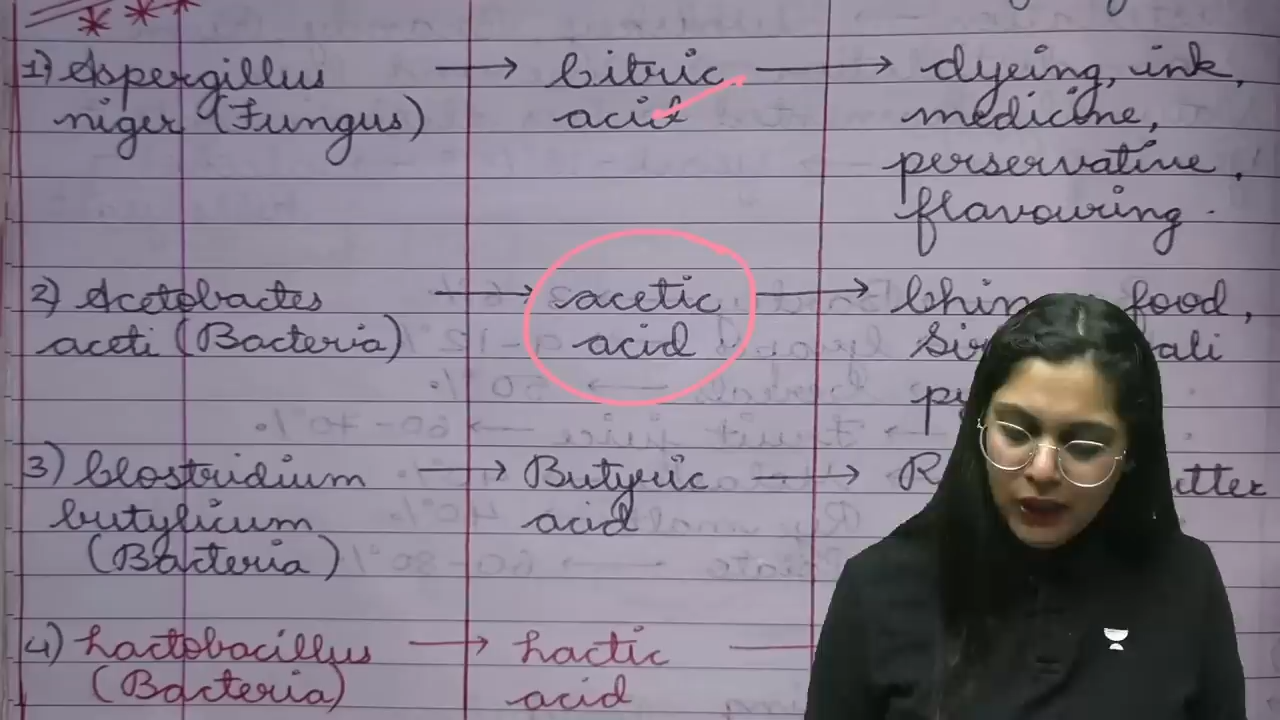 1) Aspergillus → Citric → dyeing, ink,
niger (Fungus) acid medicine,
perservative,
flavouring.
2) Acetobactes → acetic → food,
aceti (Bacteria) acid
3) Clostridium → Butyric →
butylicum acid
(Bacteria)
4) Lactobacillus → Lactic
(Bacteria) acid